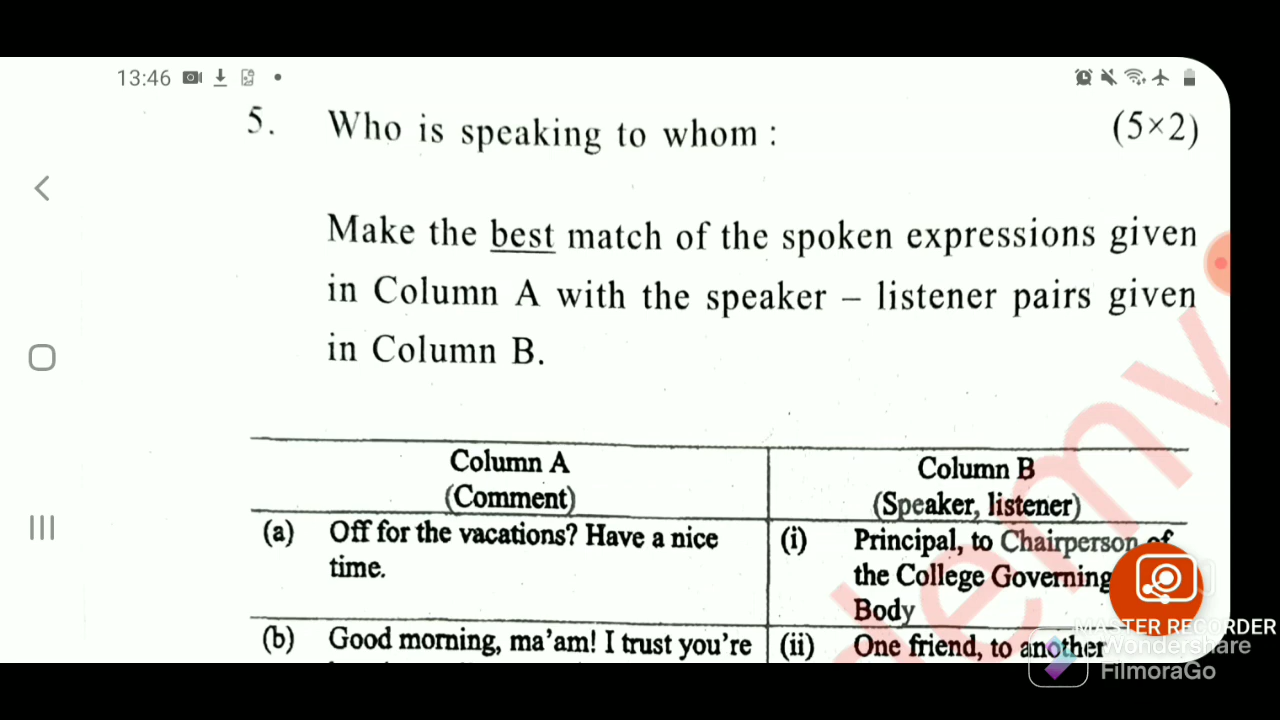 13:46
5. Who is speaking to whom : (5×2)
Make the best match of the spoken expressions given
in Column A with the speaker – listener pairs given
in Column B.
Column A Column B
(Comment) (Speaker, listener)
(a) Off for the vacations? Have a nice (i) Principal, to Chairperson of
time. the College Governing
Body
(b) Good morning, ma'am! I trust you're (ii) One friend, to another
MASTER RECORDER
Wondershare
FilmoraGo